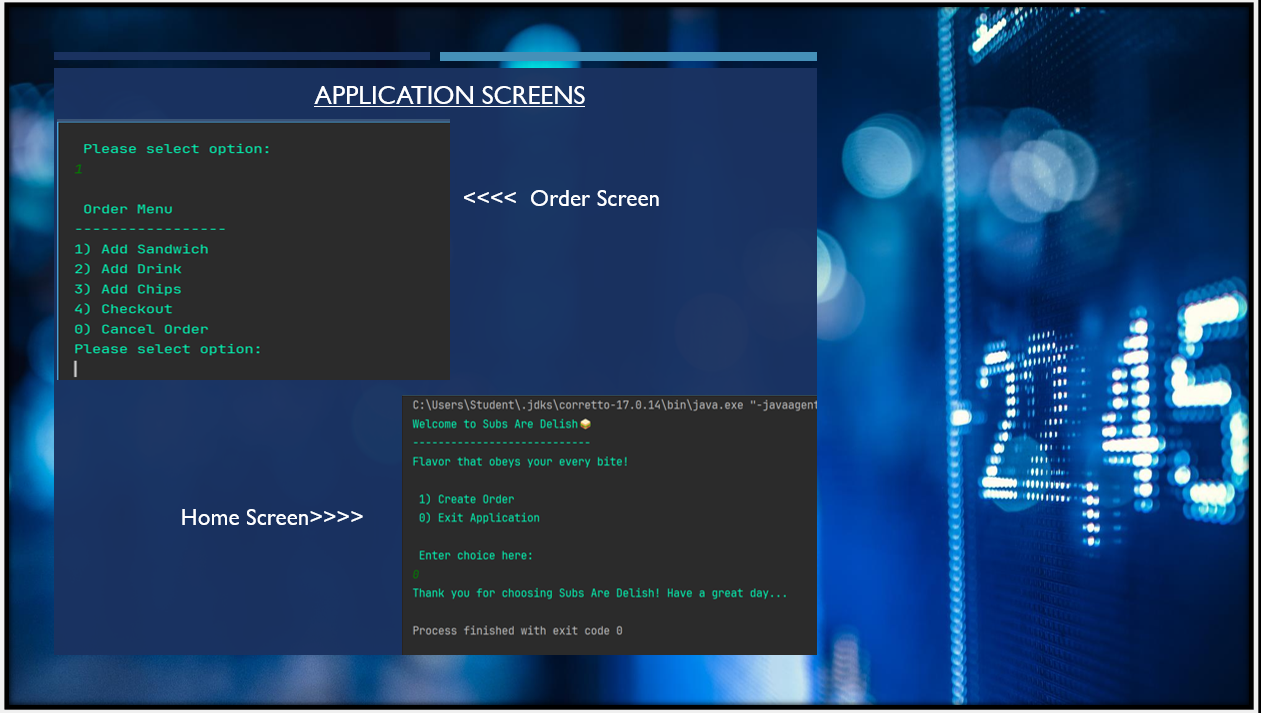 APPLICATION SCREENS
Please select option:
1
Order Menu
-----------------
1) Add Sandwich
2) Add Drink
3) Add Chips
4) Checkout
0) Cancel Order
Please select option:
<<<< Order Screen
C:\Users\Student\.jdks\corretto-17.0.14\bin\java.exe "-javaagent
Welcome to Subs Are Delish🥪
----------------------------
Flavor that obeys your every bite!
1) Create Order
0) Exit Application
Enter choice here:
0
Thank you for choosing Subs Are Delish! Have a great day...
Process finished with exit code 0
Home Screen>>>>